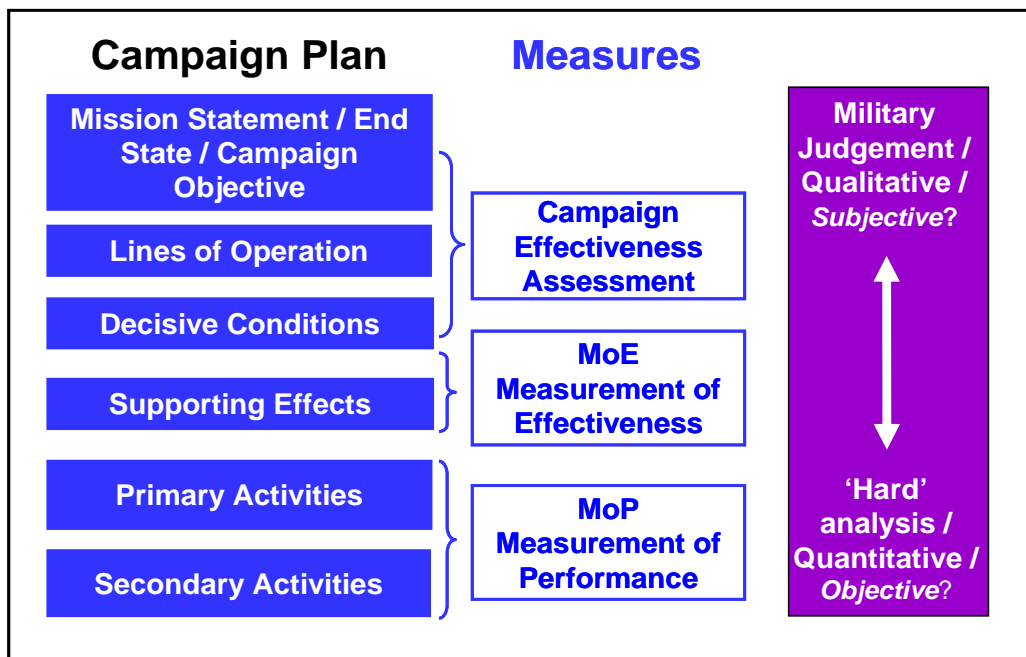 Campaign Plan
Mission Statement / End
State / Campaign
Objective
Lines of Operation
Decisive Conditions
Supporting Effects
Primary Activities
Secondary Activities
Measures
Campaign
Effectiveness
Assessment
MoE
Measurement of
Effectiveness
MoP
Measurement of
Performance
Military
Judgement /
Qualitative /
Subjective?
‘Hard’
analysis /
Quantitative /
Objective?